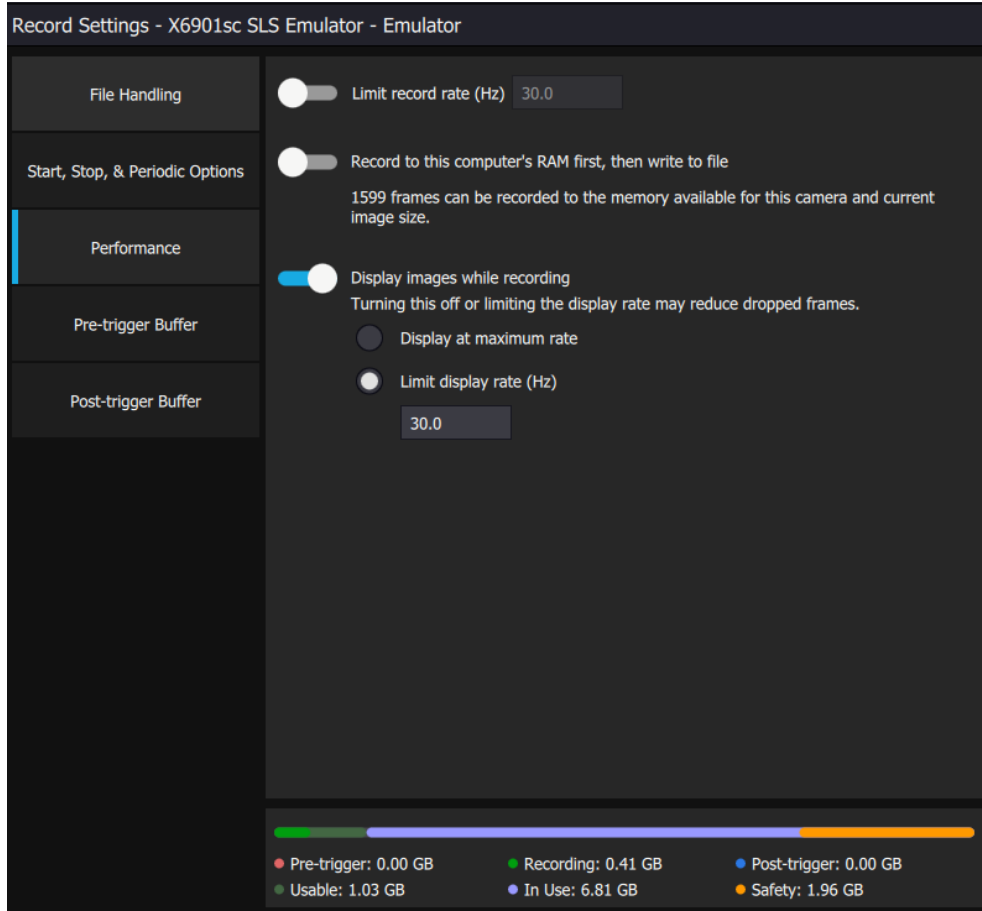 Record Settings - X6901sc SLS Emulator - Emulator
File Handling
Start, Stop, & Periodic Options
Performance
Pre-trigger Buffer
Post-trigger Buffer
Limit record rate (Hz) 30.0
Record to this computer's RAM first, then write to file
1599 frames can be recorded to the memory available for this camera and current
image size.
Display images while recording
Turning this off or limiting the display rate may reduce dropped frames.
Display at maximum rate
Limit display rate (Hz)
30.0
Pre-trigger: 0.00 GB
Recording: 0.41 GB
Post-trigger: 0.00 GB
Usable: 1.03 GB
In Use: 6.81 GB
Safety: 1.96 GB